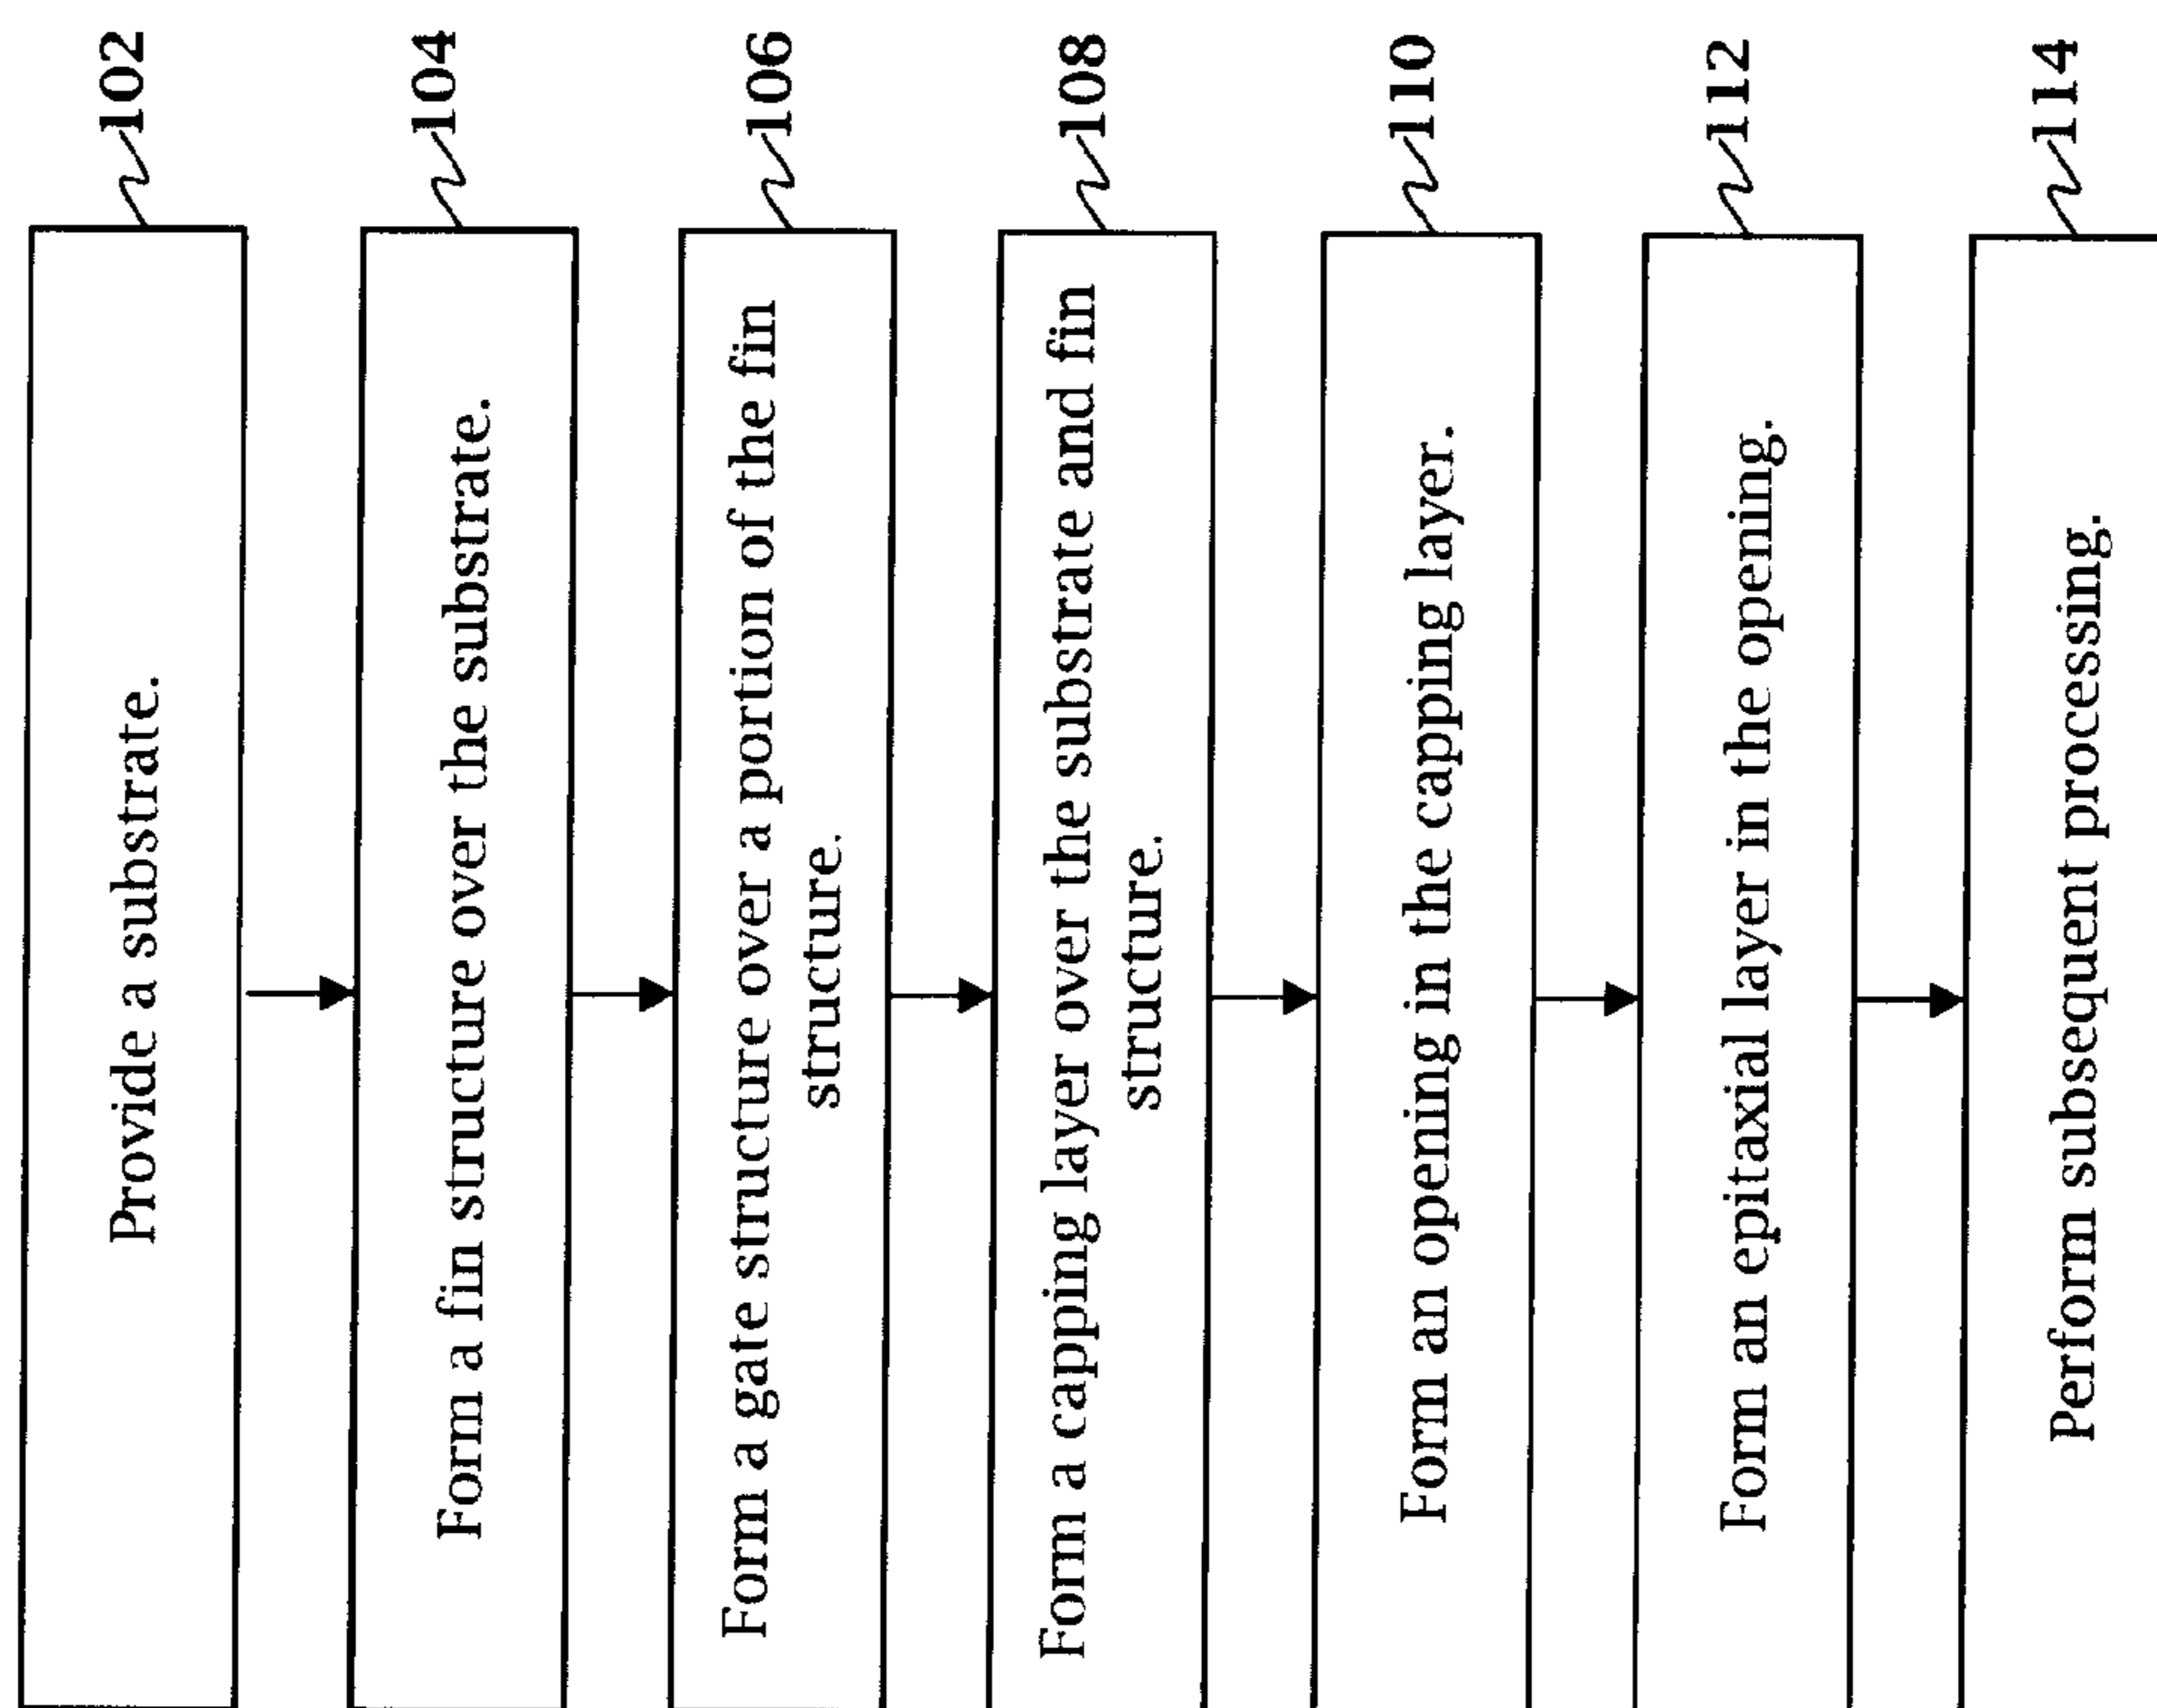 Provide a substrate.
102
Form a fin structure over the substrate.
104
Form a gate structure over a portion of the fin
structure.
106
Form a capping layer over the substrate and fin
structure.
108
Form an opening in the capping layer.
110
Form an epitaxial layer in the opening.
112
Perform subsequent processing.
114